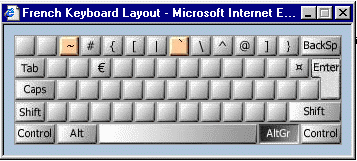 French Keyboard Layout - Microsoft Internet E...
~ # { [ | ` \ ^ @ ] } BackSp
Tab € ¤ Enter
Caps
Shift Shift
Control Alt AltGr Control